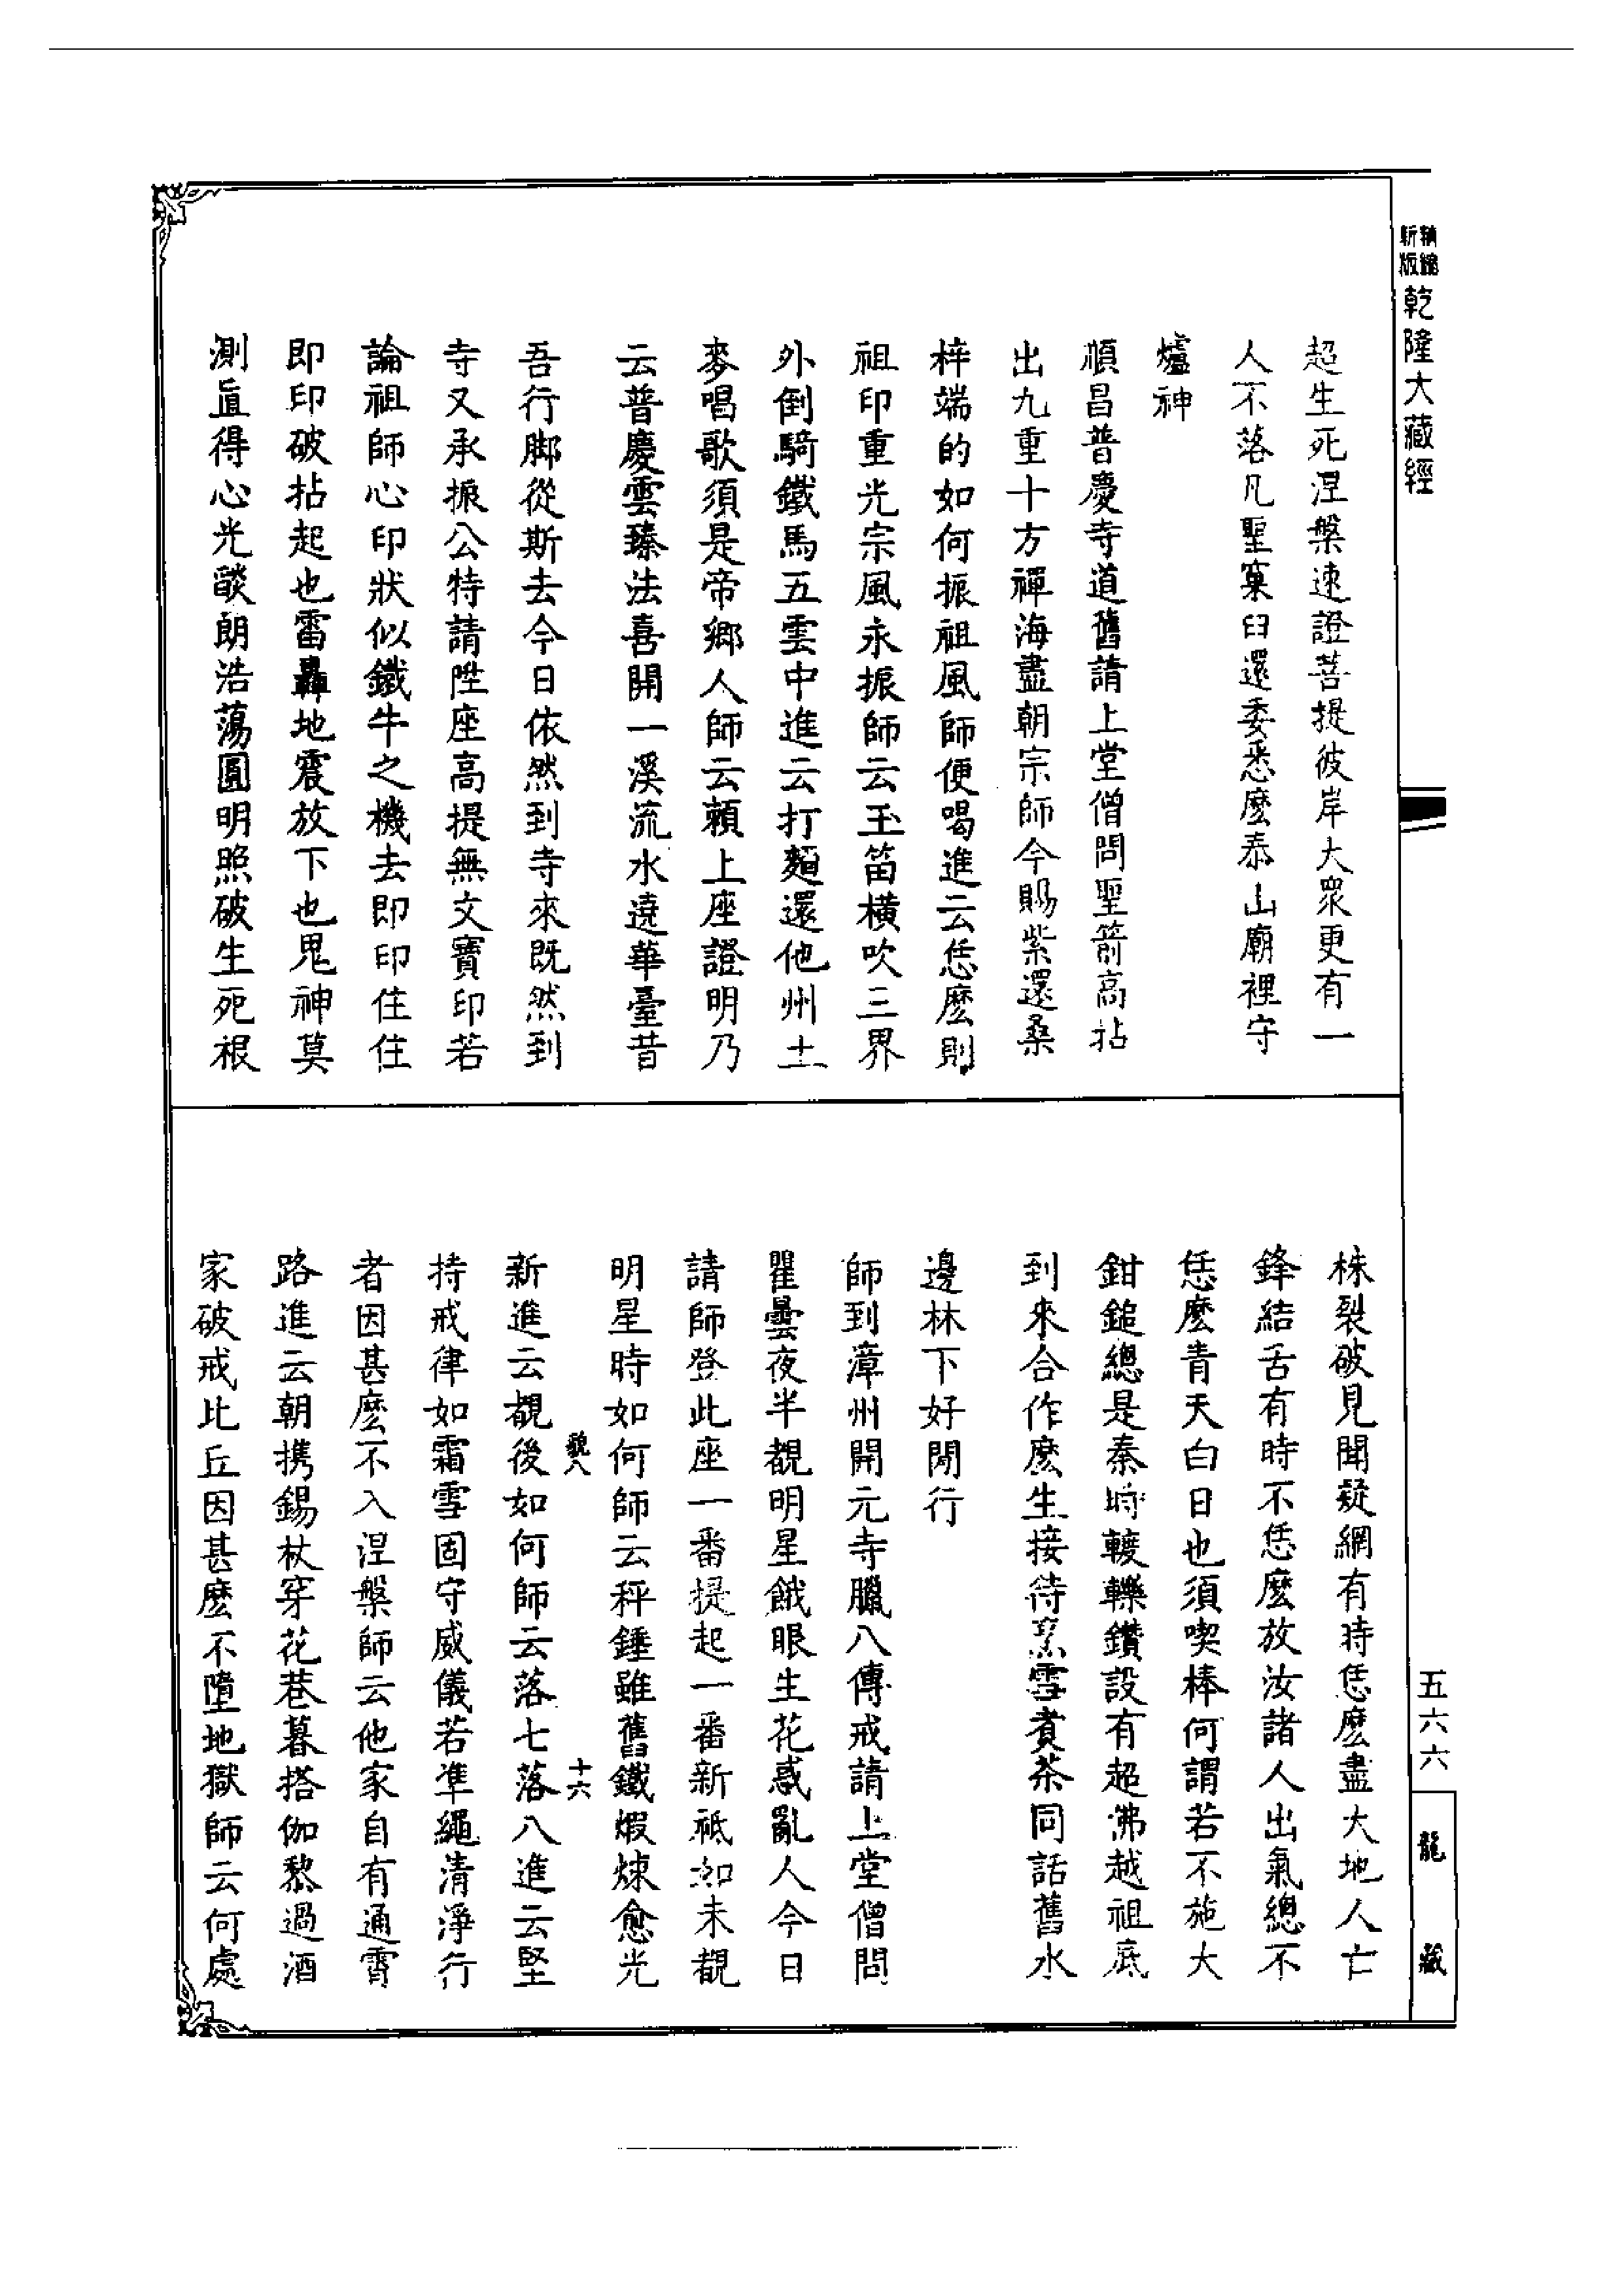 新版精縮
乾隆大藏經
超生死涅槃速證菩提彼岸大眾更有一
人不落凡聖窠臼還委悉麼泰山廟裡守
爐神
順昌普慶寺道舊請上堂僧問聖箭高拈
出九重十方禪海盡朝宗師今賜紫還桑
梓端的如何振祖風師便喝進云恁麼則
祖印重光宗風永振師云玉笛橫吹三界
外倒騎鐵馬五雲中進云打麵還他州土
麥唱歌須是帝鄉人師云賴上座證明乃
云普慶雲臻法喜開一溪流水遶華臺昔
吾行脚從斯去今日依然到寺來既然到
寺又承振公特請陞座高提無文寶印若
論祖師心印狀似鐵牛之機去即印住住
即印破拈起也雷轟地震放下也鬼神莫
測直得心光燄朗浩蕩圓明照破生死根
株裂破見聞疑網有時恁麼盡大地人亡
鋒結舌有時不恁麼放汝諸人出氣總不
恁麼青天白日也須喫棒何謂若不施大
鉗鎚總是秦時轆轢鑽設有超佛越祖底
到來合作麼生接待烹雪煑茶同話舊水
邊林下好閒行
師到漳州開元寺臘八傳戒請上堂僧問
瞿曇夜半覩明星餓眼生花惑亂人今日
請師登此座一番提起一番新祇如未覩
明星時如何師云秤錘雖舊鐵煆煉愈光
新進云覩後如何師云落七落八進云堅
持戒律如霜雪固守威儀若準繩清淨行
者因甚麼不入涅槃師云他家自有通霄
路進云朝携錫杖穿花巷暮搭伽黎過酒
家破戒比丘因甚麼不墮地獄師云何處
貌八
十六
五六六
龍藏